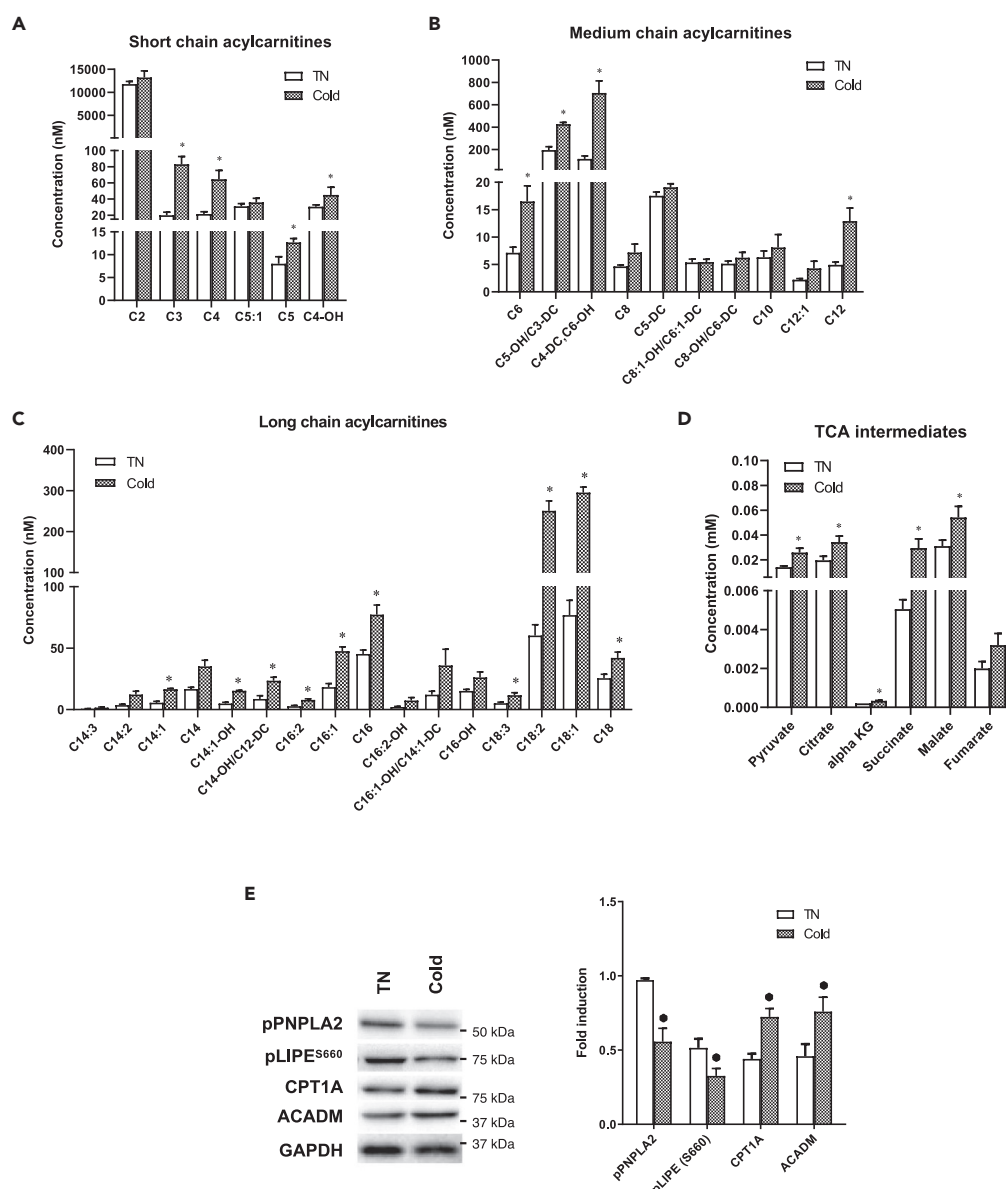 A
Short chain acylcarnitines
TN
Cold
Concentration (nM)
15000
10000
5000
100
80
60
40
20
15
10
5
0
C2 C3 C4 C5:1 C5 C4-OH
* * * *
B
Medium chain acylcarnitines
TN
Cold
Concentration (nM)
1000
800
600
400
200
20
15
10
5
0
C6 C5-OH/C3-DC C4-DC,C6-OH C8 C5-DC C8:1-OH/C6:1-DC C8-OH/C6-DC C10 C12:1 C12
* * * *
C
Long chain acylcarnitines
TN
Cold
Concentration (nM)
400
300
200
100
50
0
C14:3 C14:2 C14:1 C14 C14:1-OH C14-OH/C12-DC C16:2 C16:1 C16 C16:2-OH C16:1-OH/C14:1-DC C16-OH C18:3 C18:2 C18:1 C18
* * * * * * * * * *
D
TCA intermediates
TN
Cold
Concentration (mM)
0.10
0.08
0.06
0.04
0.02
0.006
0.004
0.002
0.000
Pyruvate Citrate alpha KG Succinate Malate Fumarate
* * * * *
E
TN Cold
pPNPLA2
50 kDa
pLIPES660
75 kDa
CPT1A
75 kDa
ACADM
37 kDa
GAPDH
37 kDa
TN
Cold
Fold induction
1.5
1.0
0.5
0.0
pPNPLA2 pLIPE (S660) CPT1A ACADM